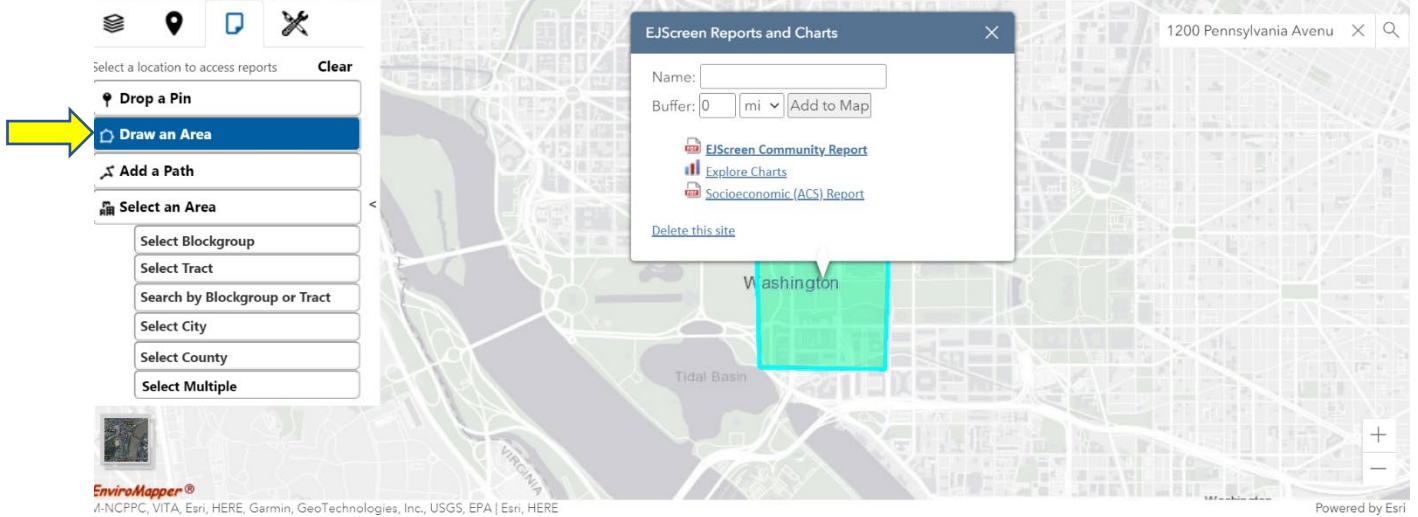 Select a location to access reports Clear
Drop a Pin
Draw an Area
Add a Path
Select an Area
<
Select Blockgroup
Select Tract
Search by Blockgroup or Tract
Select City
Select County
Select Multiple
EJScreen Reports and Charts
Name:
Buffer: 0 mi Add to Map
PDF EJScreen Community Report
Explore Charts
PDF Socioeconomic (ACS) Report
Delete this site
1200 Pennsylvania Avenu
Washington
Tidal Basin
VIRGINIA
+
−
EnviroMapper ®
M-NCPPC, VITA, Esri, HERE, Garmin, GeoTechnologies, Inc., USGS, EPA | Esri, HERE
Powered by Esri